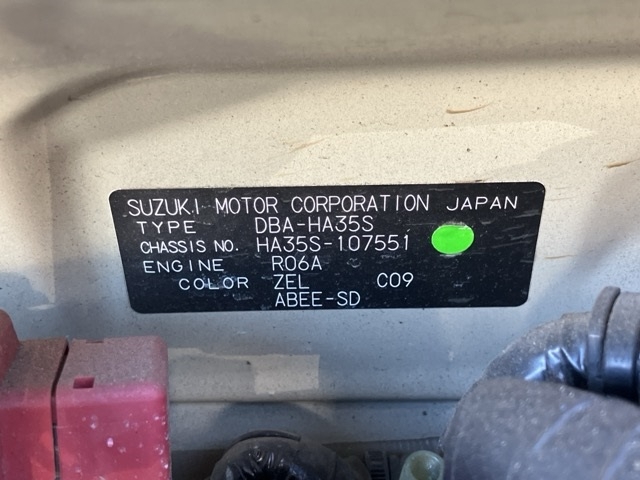 SUZUKI MOTOR CORPORATION JAPAN
TYPE DBA-HA35S
CHASSIS NO. HA35S-107551
ENGINE R06A
COLOR ZEL C09
ABEE-SD